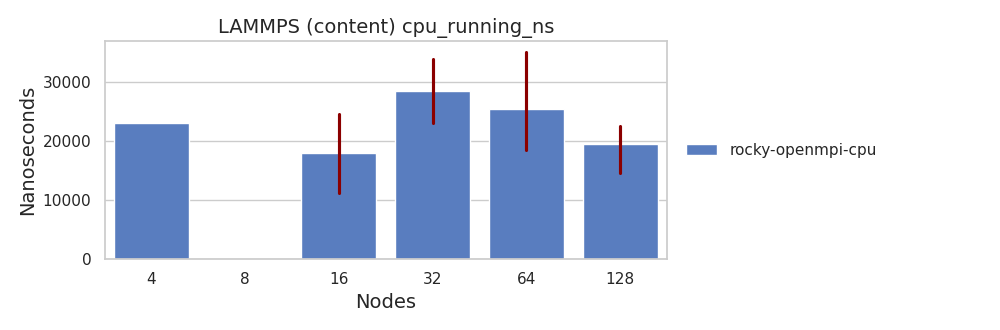 LAMMPS (content) cpu_running_ns
Nanoseconds
30000
20000
10000
0
4 8 16 32 64 128
Nodes
rocky-openmpi-cpu